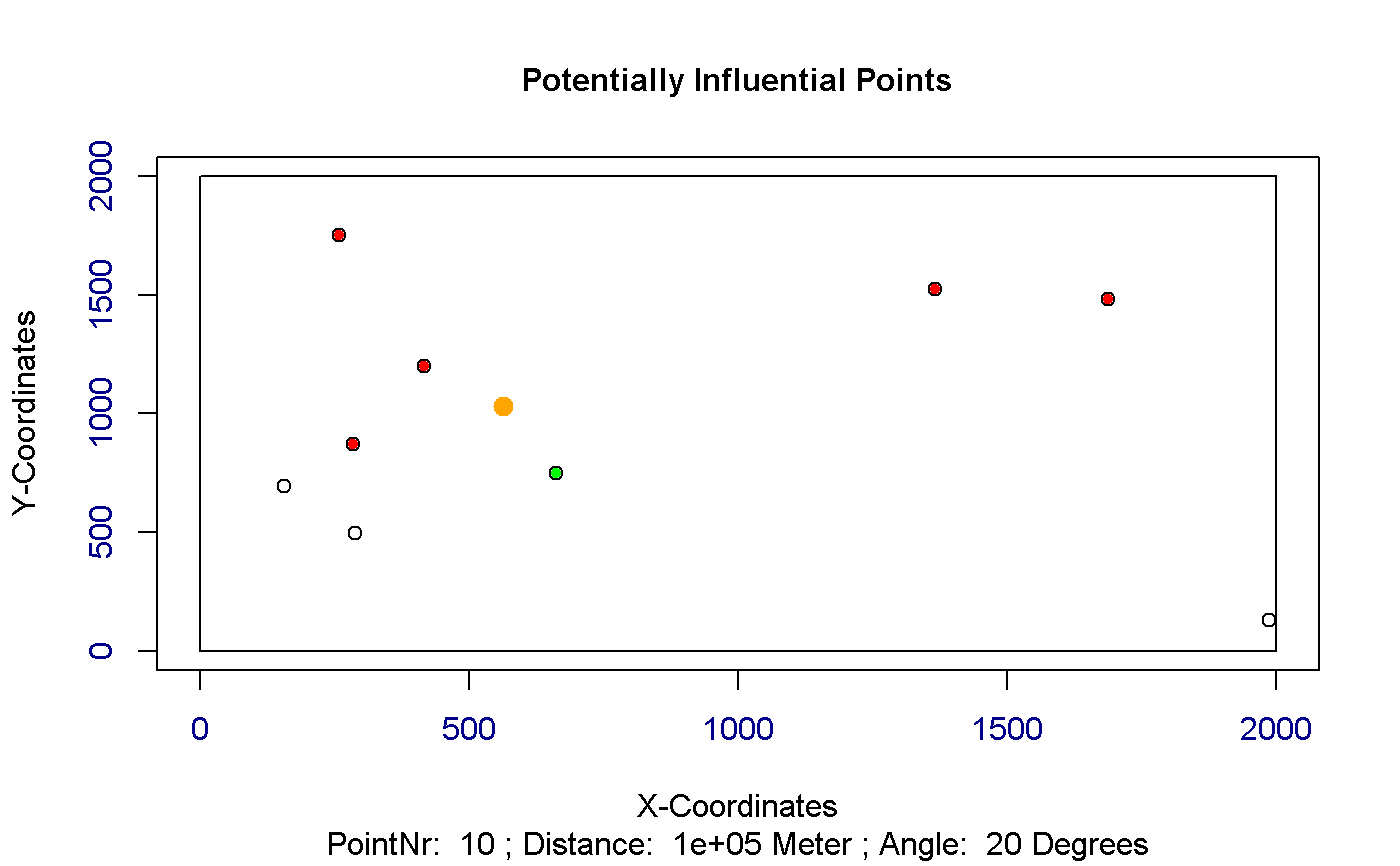 Potentially Influential Points
2000
1500
1000
500
0
Y-Coordinates
0 500 1000 1500 2000
X-Coordinates
PointNr:  10 ; Distance:  1e+05 Meter ; Angle:  20 Degrees